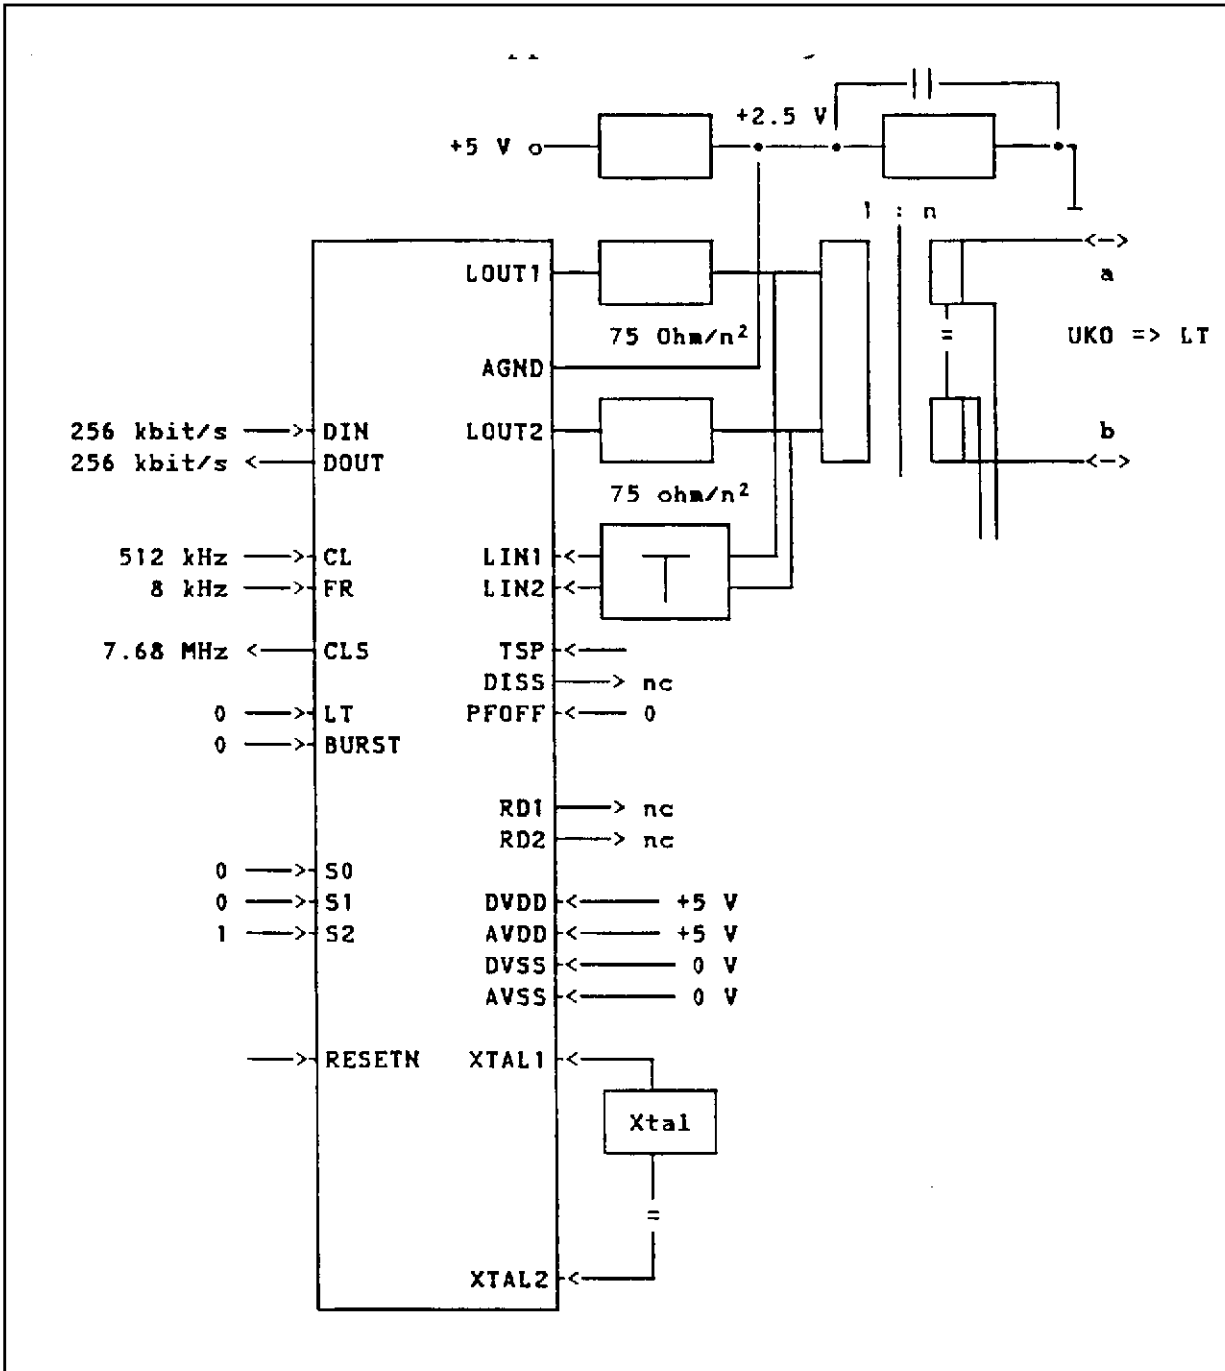 +2.5 V
+5 V o
1 : n
LOUT1
a
75 Ohm/n²
UK0 => LT
AGND
256 kbit/s DIN LOUT2 b
256 kbit/s DOUT
75 ohm/n²
512 kHz CL LIN1
8 kHz FR LIN2
7.68 MHz CLS TSP
DISS nc
0 LT PFOFF 0
0 BURST
RD1 nc
RD2 nc
0 S0
0 S1 DVDD +5 V
1 S2 AVDD +5 V
DVSS 0 V
AVSS 0 V
RESETN XTAL1
Xtal
XTAL2